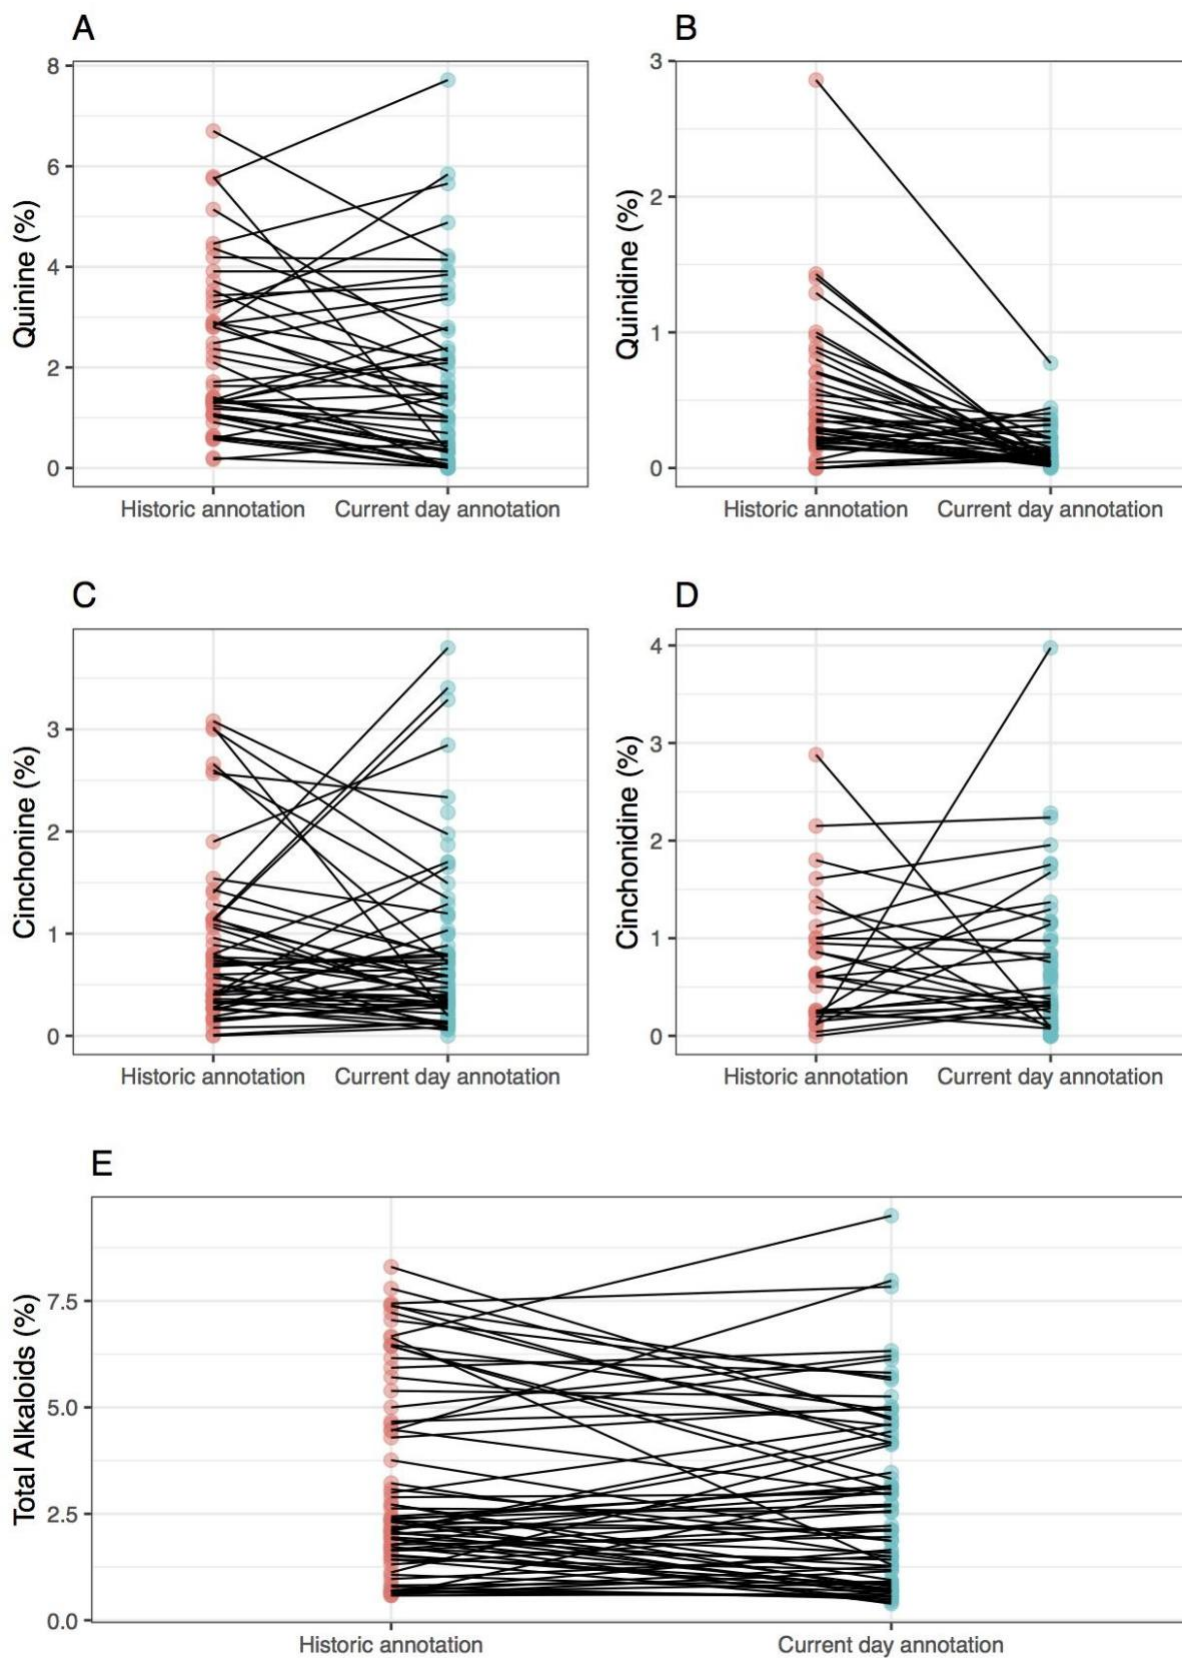 A
Quinine (%)
8
6
4
2
0
Historic annotation
Current day annotation
B
Quinidine (%)
3
2
1
0
Historic annotation
Current day annotation
C
Cinchonine (%)
3
2
1
0
Historic annotation
Current day annotation
D
Cinchonidine (%)
4
3
2
1
0
Historic annotation
Current day annotation
E
Total Alkaloids (%)
7.5
5.0
2.5
0.0
Historic annotation
Current day annotation